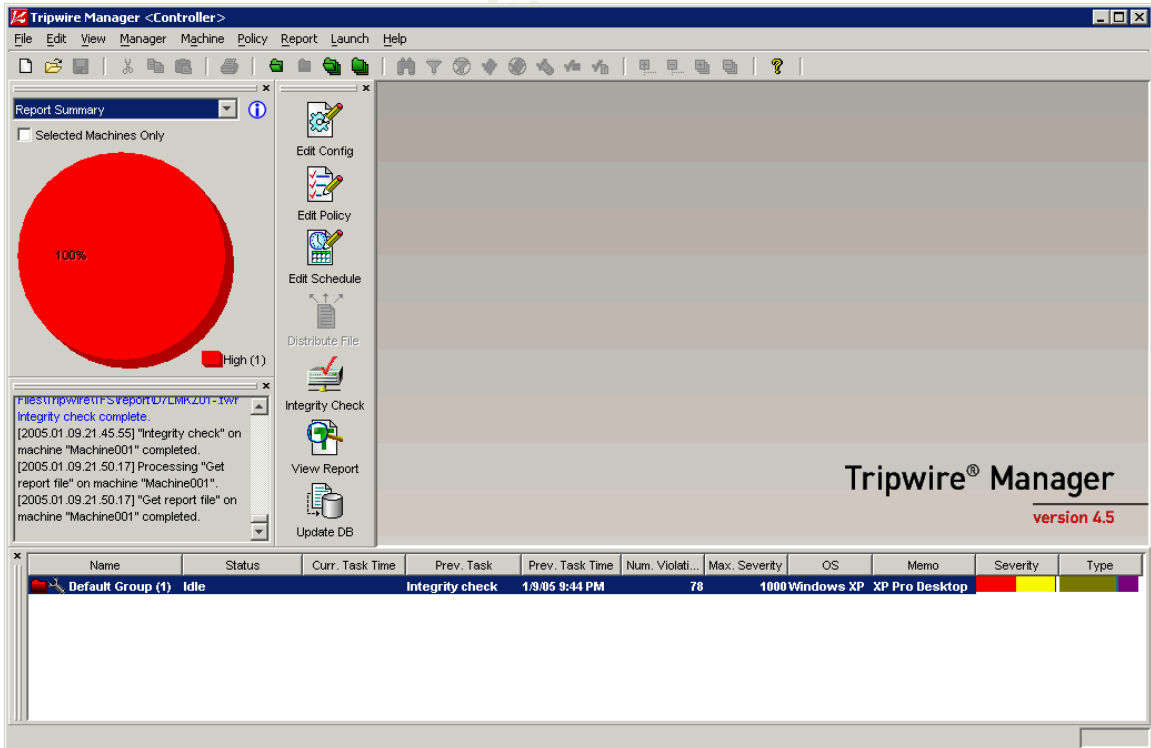 Tripwire Manager <Controller>
File Edit View Manager Machine Policy Report Launch Help
Report Summary
Selected Machines Only
100%
High (1)
Integrity check complete.
[2005.01.09.21.45.55] "Integrity check" on
machine "Machine001" completed.
[2005.01.09.21.50.17] Processing "Get
report file" on machine "Machine001".
[2005.01.09.21.50.17] "Get report file" on
machine "Machine001" completed.
Edit Config
Edit Policy
Edit Schedule
Distribute File
Integrity Check
View Report
Update DB
Tripwire® Manager
version 4.5
Name Status Curr. Task Time Prev. Task Prev. Task Time Num. Violati... Max. Severity OS Memo Severity Type
Default Group (1) Idle Integrity check 1/9/05 9:44 PM 78 1000 Windows XP XP Pro Desktop